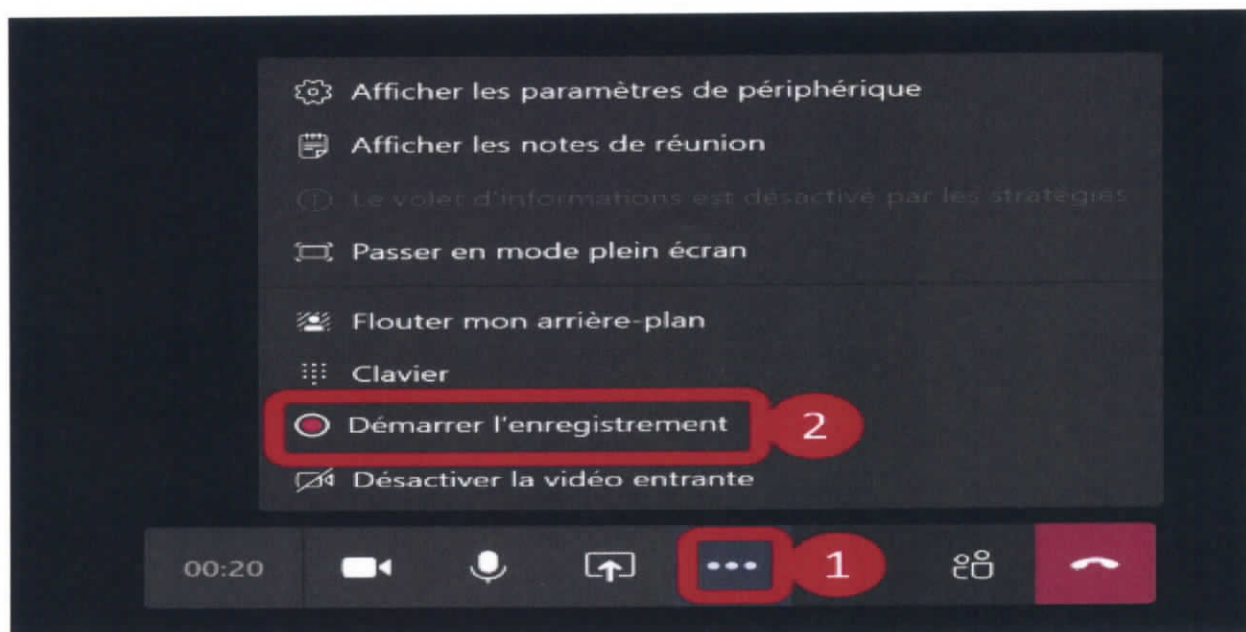 Afficher les paramètres de périphérique
Afficher les notes de réunion
Le volet d'informations est désactivé par les stratégies
Passer en mode plein écran
Flouter mon arrière-plan
Clavier
Démarrer l'enregistrement 2
Désactiver la vidéo entrante
00:20 1